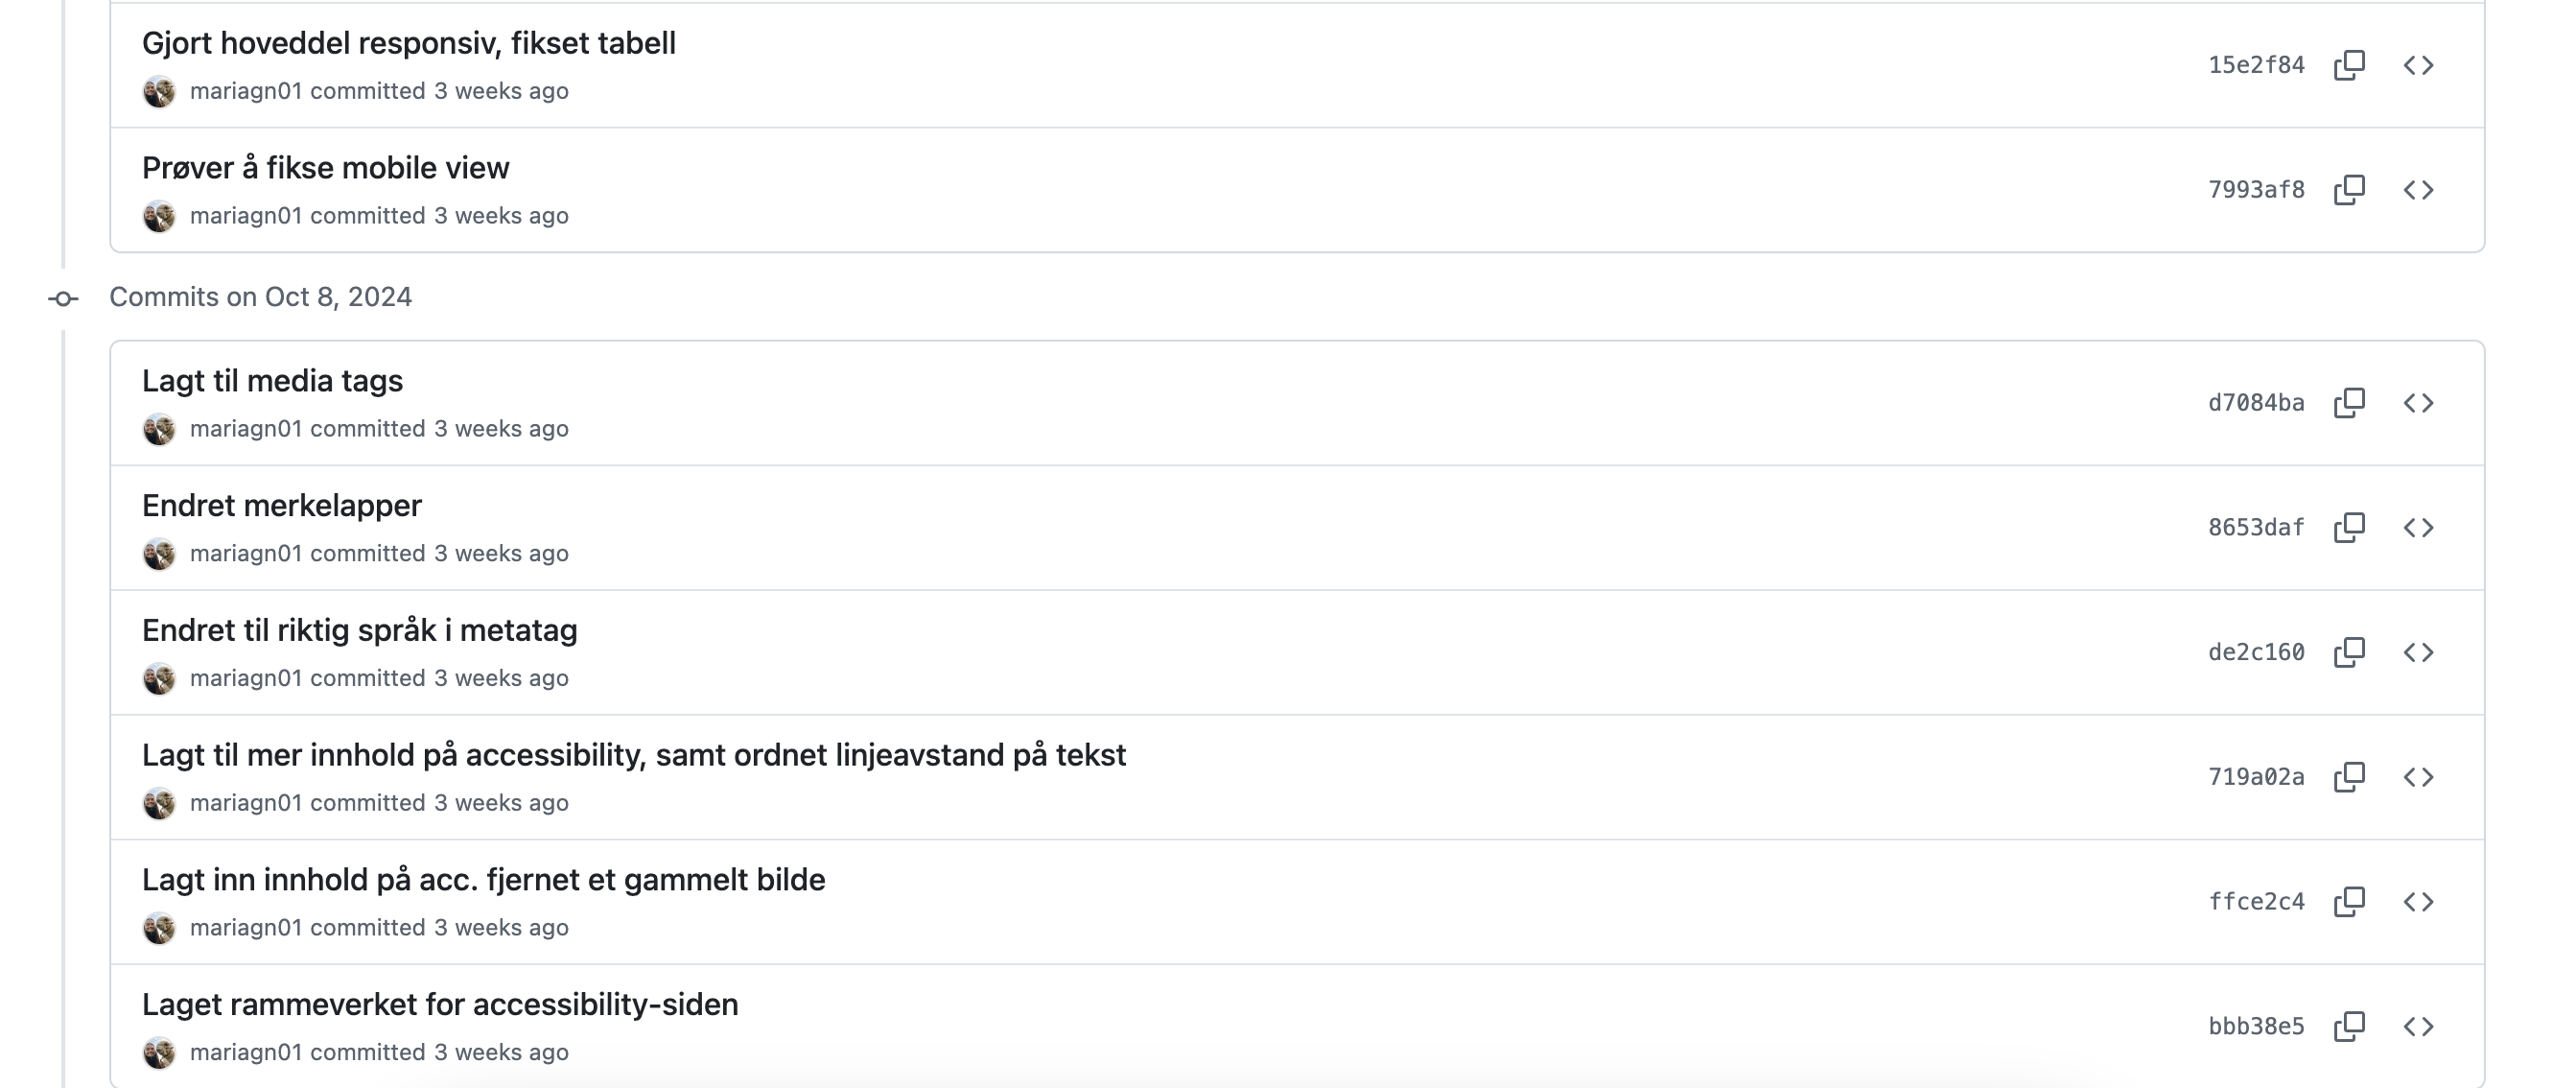 Gjort hoveddel responsiv, fikset tabell
15e2f84
mariagn01 committed 3 weeks ago
Prøver å fikse mobile view
7993af8
mariagn01 committed 3 weeks ago
Commits on Oct 8, 2024
Lagt til media tags
d7084ba
mariagn01 committed 3 weeks ago
Endret merkelapper
8653daf
mariagn01 committed 3 weeks ago
Endret til riktig språk i metatag
de2c160
mariagn01 committed 3 weeks ago
Lagt til mer innhold på accessibility, samt ordnet linjeavstand på tekst
719a02a
mariagn01 committed 3 weeks ago
Lagt inn innhold på acc. fjernet et gammelt bilde
ffce2c4
mariagn01 committed 3 weeks ago
Laget rammeverket for accessibility-siden
bbb38e5
mariagn01 committed 3 weeks ago